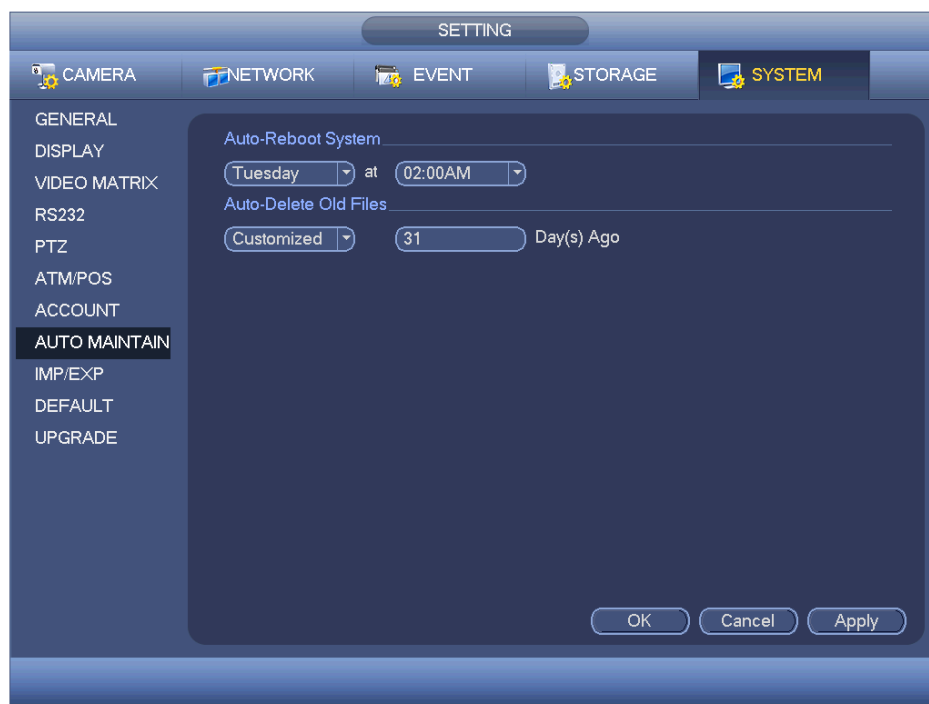 SETTING
CAMERA NETWORK EVENT STORAGE SYSTEM
GENERAL
DISPLAY
VIDEO MATRIX
RS232
PTZ
ATM/POS
ACCOUNT
AUTO MAINTAIN
IMP/EXP
DEFAULT
UPGRADE
Auto-Reboot System
Tuesday at 02:00AM
Auto-Delete Old Files
Customized 31 Day(s) Ago
OK Cancel Apply